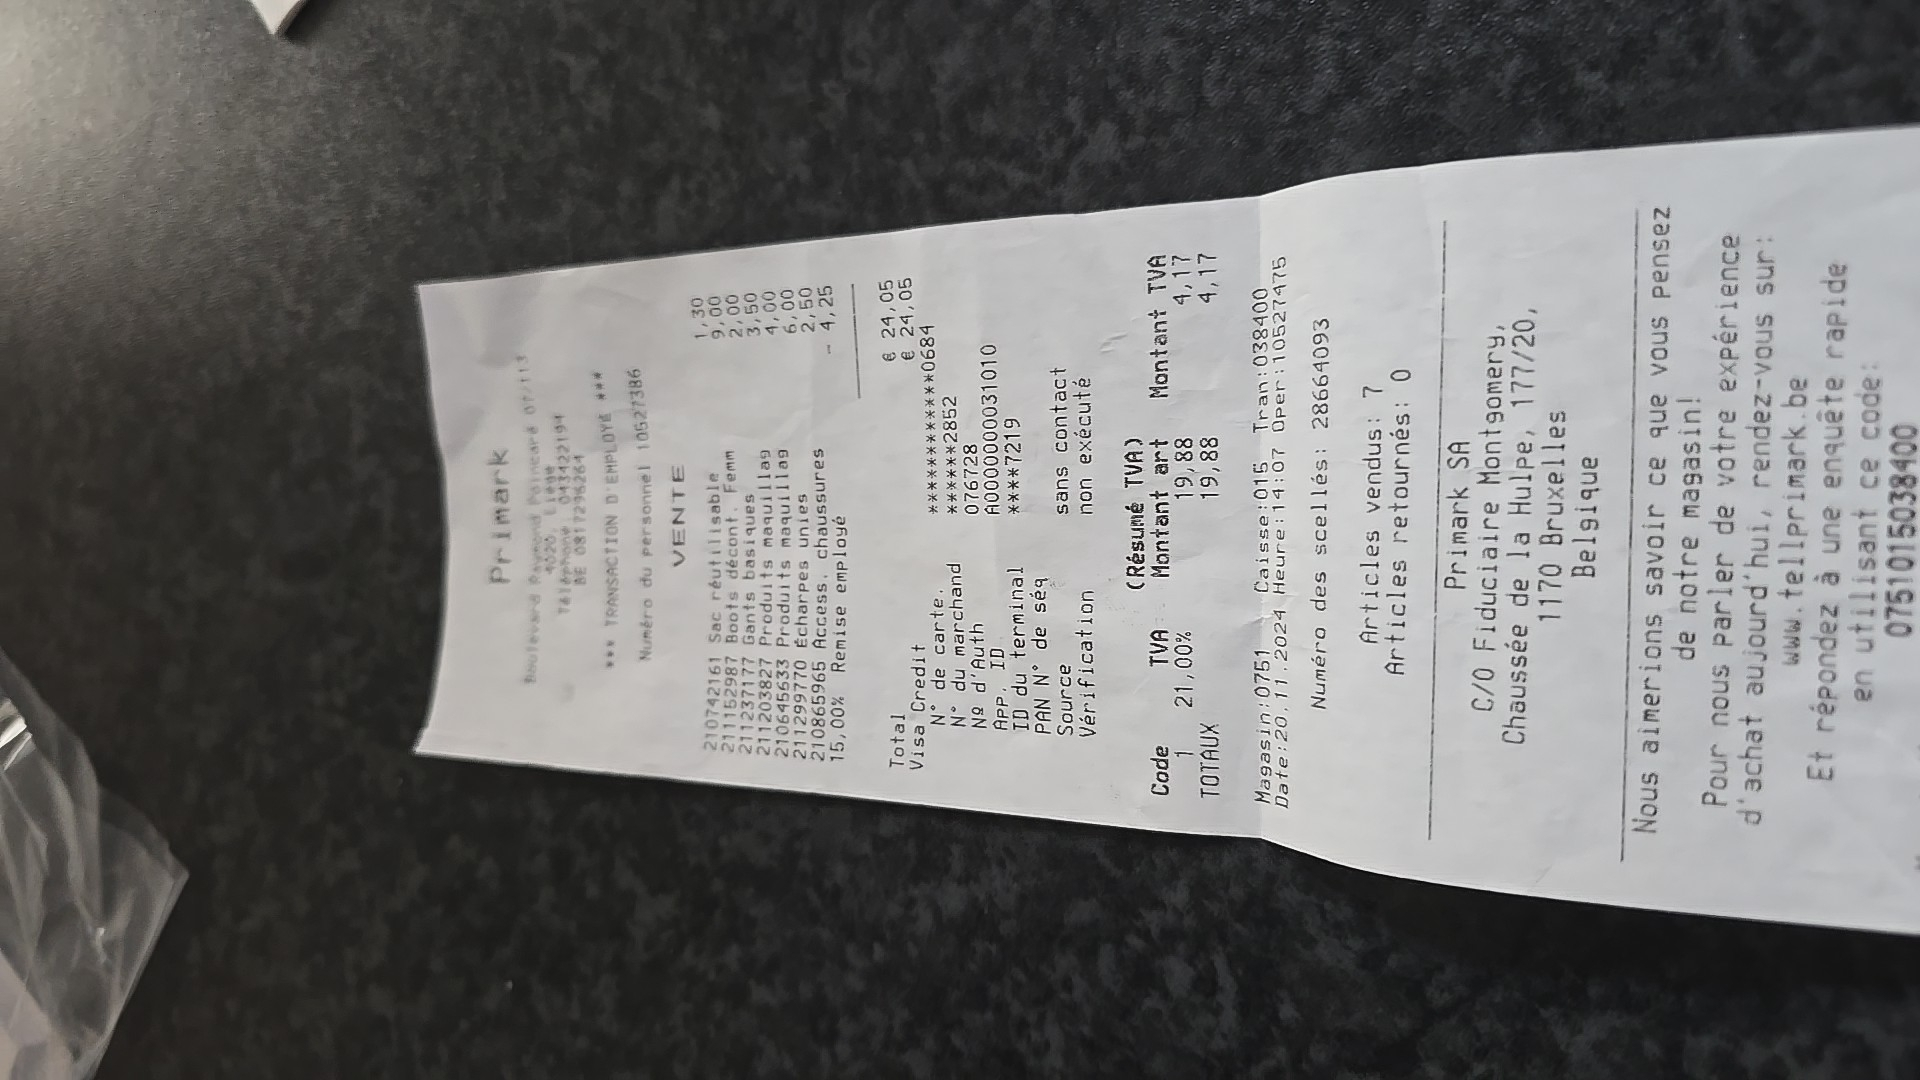 Primark
Boulevard Raymond Poincaré 07/113
4020, Liège
Téléphone: 043422194
BE 0817296264
*** TRANSACTION D'EMPLOYÉ ***
Numéro du personnel 10527386
VENTE
210742161 Sac réutilisable 1,30
211152987 Boots décont. Femm 9,00
211237177 Gants basiques 2,00
211203827 Produits maquillag 3,50
210645633 Produits maquillag 4,00
211299770 Écharpes unies 6,00
210865965 Access. chaussures 2,50
15,00% Remise employé - 4,25
Total € 24,05
Visa Credit € 24,05
N° de carte. ************0684
N° du marchand ******2852
Nº d'Auth 076728
APP. ID A0000000031010
ID du terminal ****7219
PAN N° de séq
Source sans contact
Vérification non exécuté
(Résumé TVA)
Code TVA Montant art Montant TVA
1 21,00% 19,88 4,17
TOTAUX 19,88 4,17
Magasin:0751 Caisse:015 Tran:038400
Date:20.11.2024 Heure:14:07 Oper:10527475
Numéro des scellés: 28664093
Articles vendus: 7
Articles retournés: 0
Primark SA
C/O Fiduciaire Montgomery,
Chaussée de la Hulpe, 177/20,
1170 Bruxelles
Belgique
Nous aimerions savoir ce que vous pensez
de notre magasin!
Pour nous parler de votre expérience
d'achat aujourd'hui, rendez-vous sur:
www.tellprimark.be
Et répondez à une enquête rapide
en utilisant ce code:
0751015038400